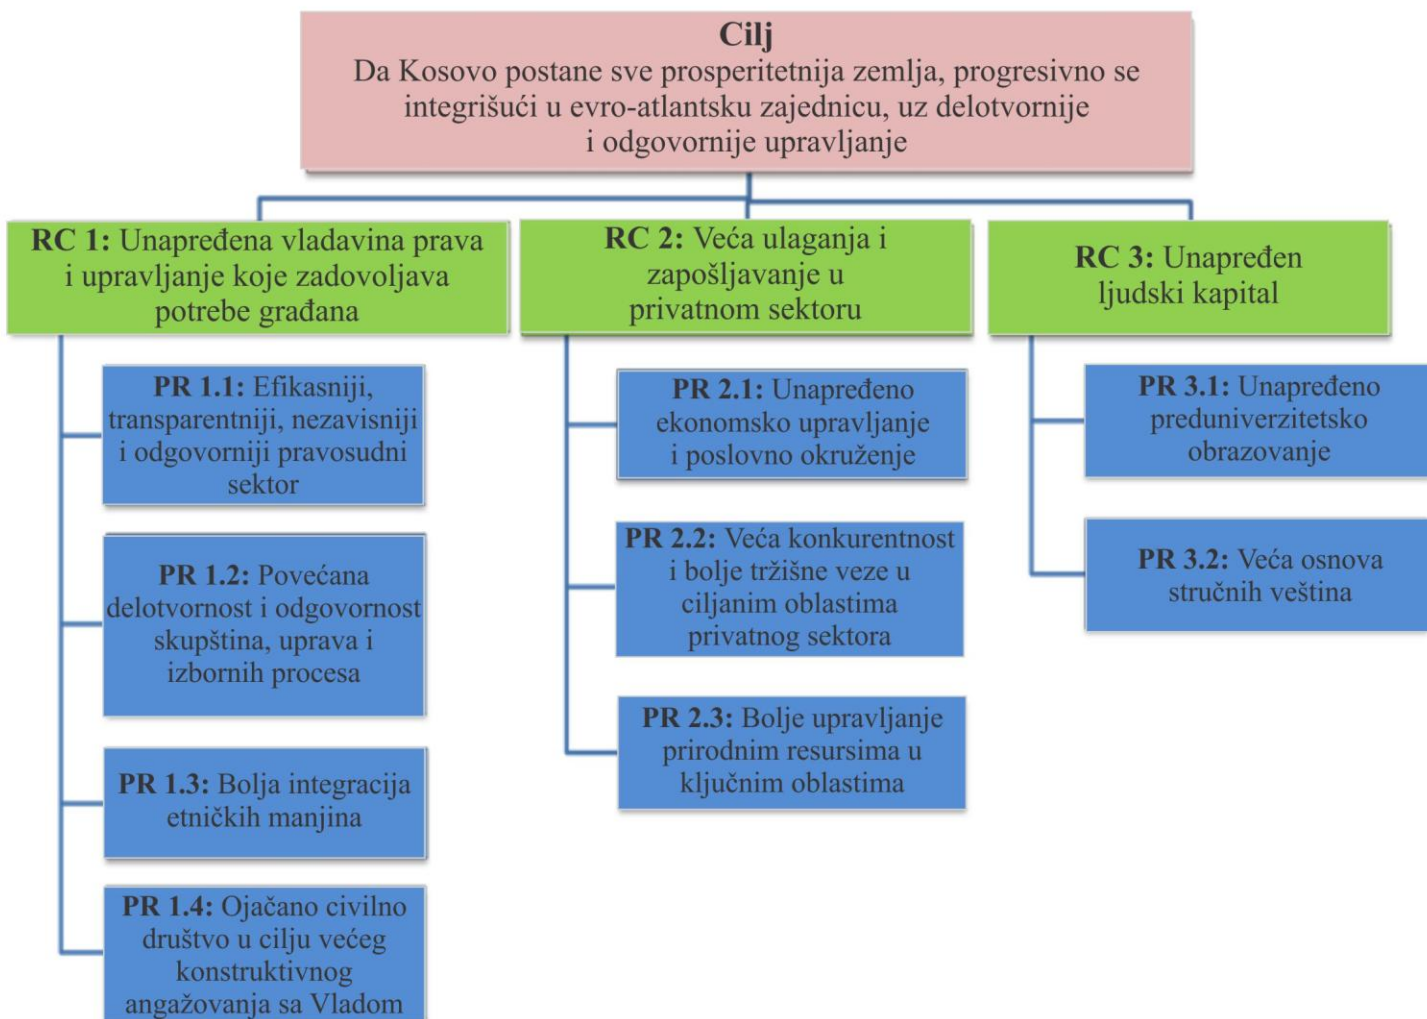 Cilj
Da Kosovo postane sve prosperitetnija zemlja, progresivno se
integrišući u evro-atlantsku zajednicu, uz delotvornije
i odgovornije upravljanje
RC 1: Unapređena vladavina prava
i upravljanje koje zadovoljava
potrebe građana
PR 1.1: Efikasniji,
transparentniji, nezavisniji
i odgovorniji pravosudni
sektor
PR 1.2: Povećana
delotvornost i odgovornost
skupština, uprava i
izbornih procesa
PR 1.3: Bolja integracija
etničkih manjina
PR 1.4: Ojačano civilno
društvo u cilju većeg
konstruktivnog
angažovanja sa Vladom
RC 2: Veća ulaganja i
zapošljavanje u
privatnom sektoru
PR 2.1: Unapređeno
ekonomsko upravljanje
i poslovno okruženje
PR 2.2: Veća konkurentnost
i bolje tržišne veze u
ciljanim oblastima
privatnog sektora
PR 2.3: Bolje upravljanje
prirodnim resursima u
ključnim oblastima
RC 3: Unapređen
ljudski kapital
PR 3.1: Unapređeno
preduniverzitetsko
obrazovanje
PR 3.2: Veća osnova
stručnih veština